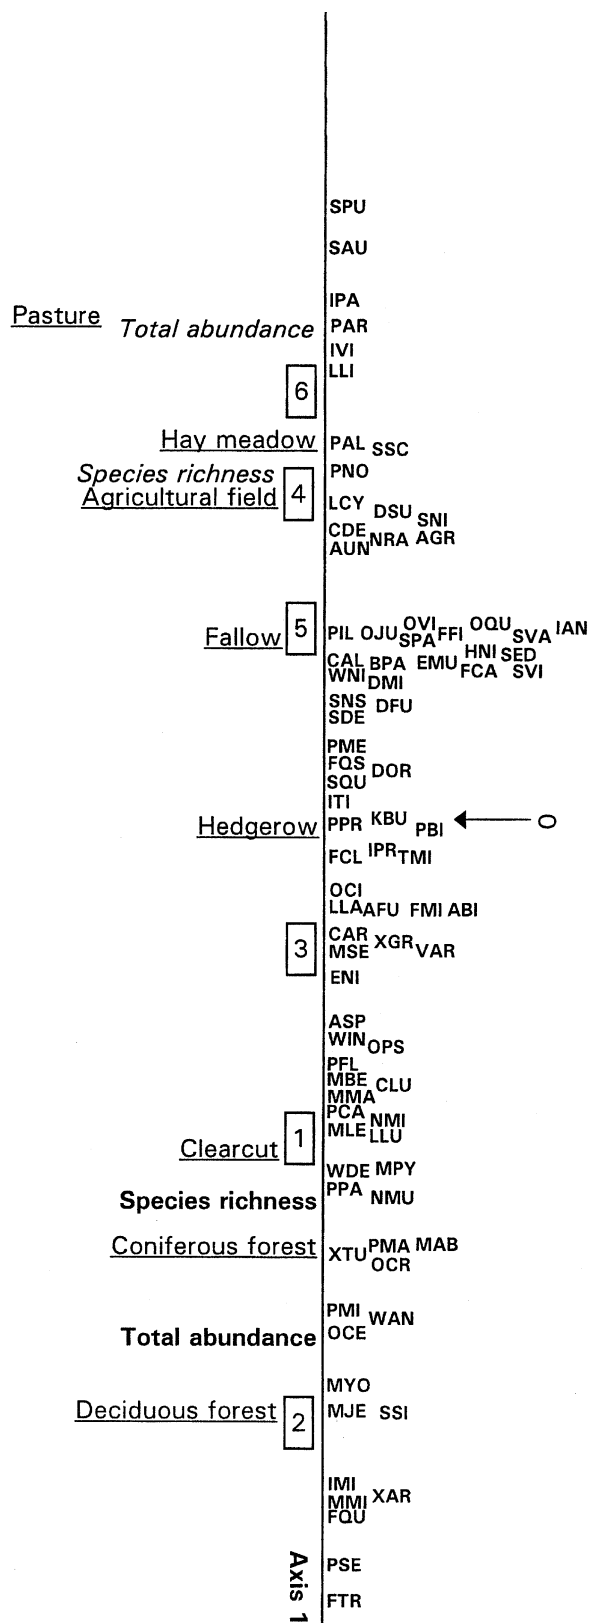 SPU
SAU
IPA
Pasture
Total abundance PAR
IVI
LLI
6
Hay meadow PAL SSC
Species richness PNO
Agricultural field 4 LCY DSU SNI
CDE NRA AGR
AUN
5
Fallow PIL OJU OVI SPA FFI OQU SVA IAN
CAL BPA EMU HNI SED
WNI DMI FCA SVI
SNS DFU
SDE
PME
FQS DOR
SQU
ITI
Hedgerow PPR KBU PBI 0
FCL IPR TMI
OCI
LLA AFU FMI ABI
CAR XGR VAR
3 MSE
ENI
ASP
WIN OPS
PFL
MBE CLU
MMA
PCA NMI
1 MLE LLU
Clearcut
WDE MPY
PPA NMU
Species richness
Coniferous forest XTU PMA MAB
OCR
PMI WAN
Total abundance OCE
MYO
Deciduous forest 2 MJE SSI
IMI
MMI XAR
FQU
Axis 1 PSE
FTR